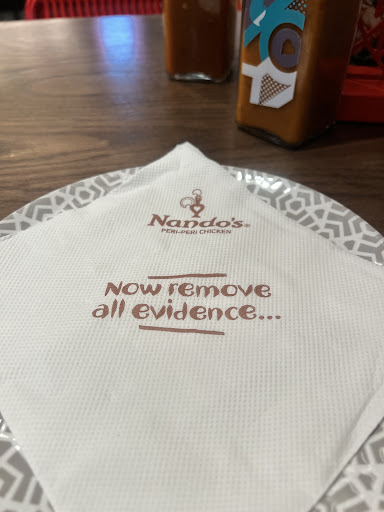 Nando's®
PERI-PERI CHICKEN
Now remove
all evidence...